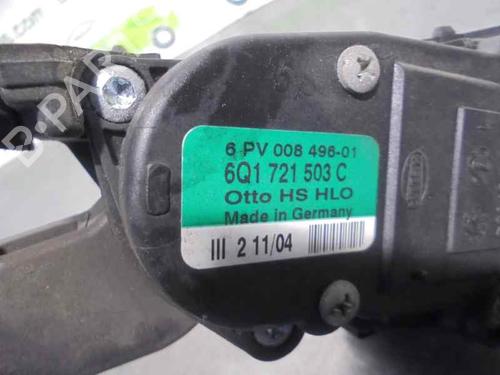 6 PV 008 496-01
6Q1 721 503 C
Otto HS HLO
Made in Germany
III 2 11/04